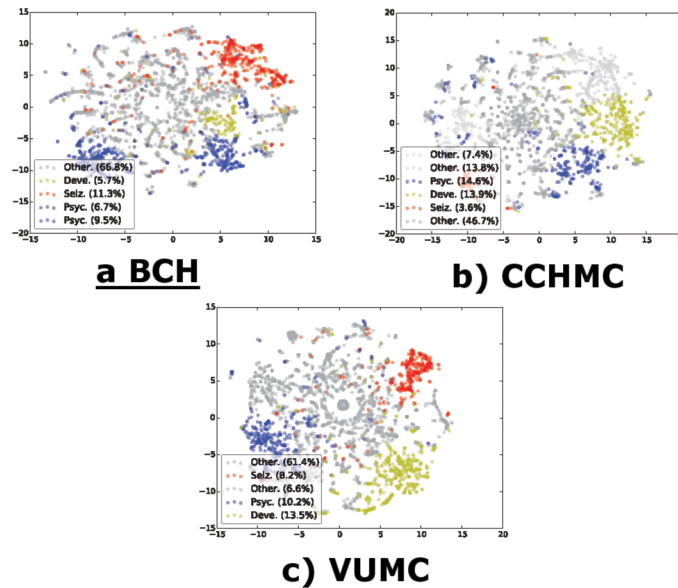 15
10
5
0
−5
−10
−15
−20
Other. (66.8%)
Deve. (5.7%)
Seiz. (11.3%)
Psyc. (6.7%)
Psyc. (9.5%)
−15 −10 −5 0 5 10 15
a BCH
20
15
10
5
0
−5
−10
−15
−20
Other. (7.4%)
Other. (13.8%)
Psyc. (14.6%)
Deve. (13.9%)
Seiz. (3.6%)
Other. (46.7%)
−20 −15 −10 −5 0 5 10 15
b) CCHMC
15
10
5
0
−5
−10
−15
Other. (61.4%)
Seiz. (8.2%)
Other. (6.6%)
Psyc. (10.2%)
Deve. (13.5%)
−15 −10 −5 0 5 10 15 20
c) VUMC